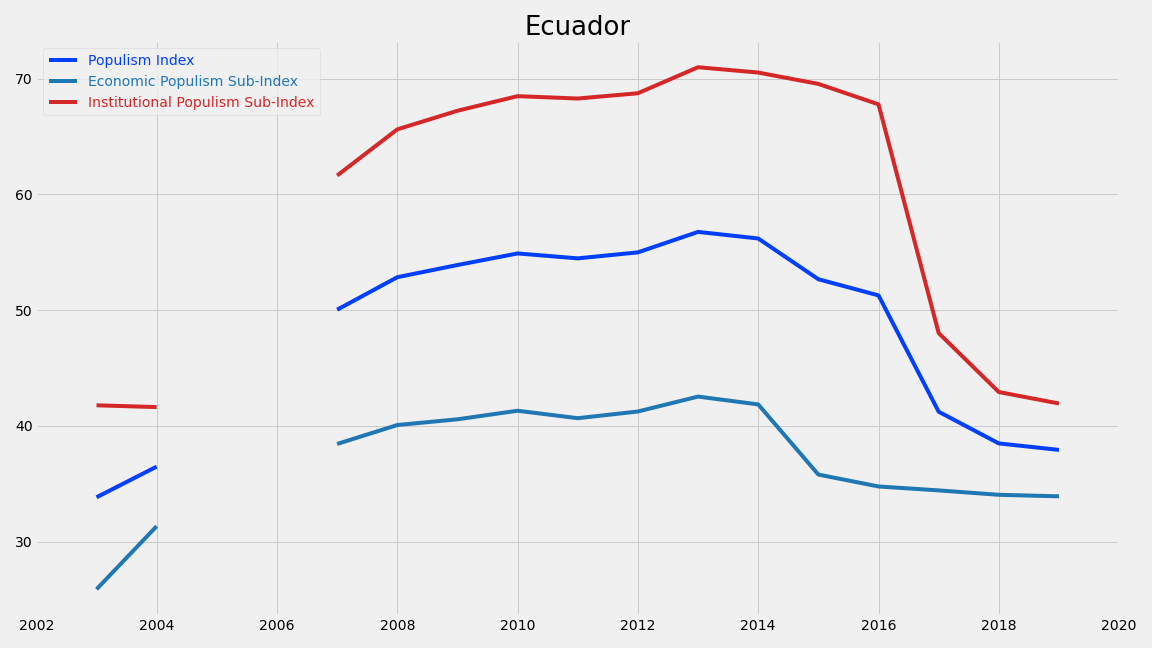 Ecuador
Populism Index
Economic Populism Sub-Index
Institutional Populism Sub-Index
70
60
50
40
30
2002 2004 2006 2008 2010 2012 2014 2016 2018 2020